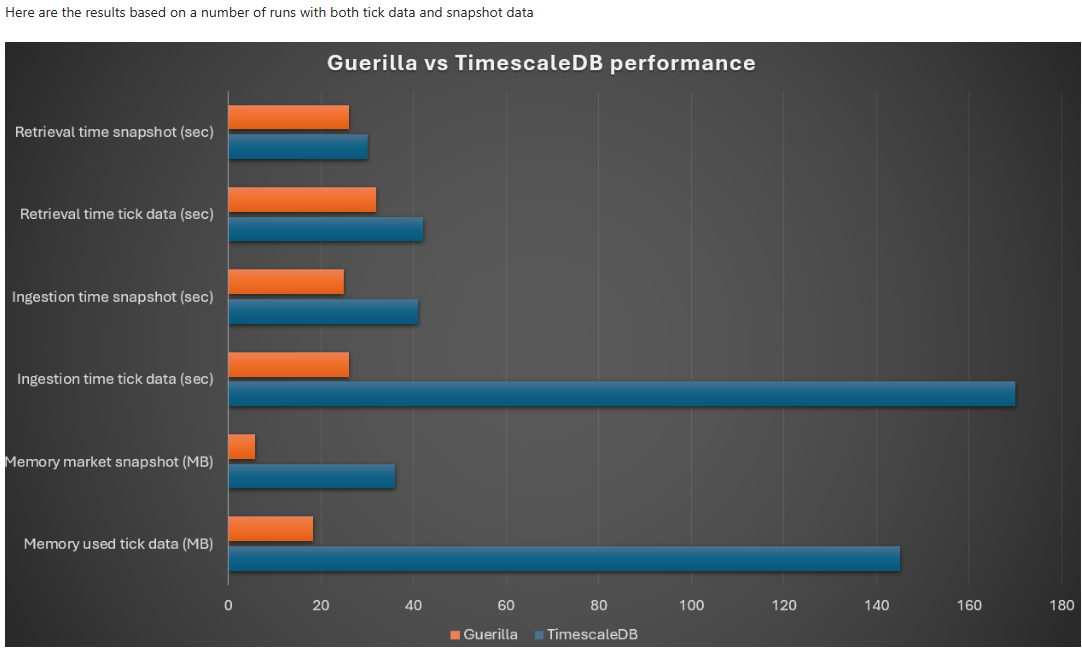 Here are the results based on a number of runs with both tick data and snapshot data
Guerilla vs TimescaleDB performance
Retrieval time snapshot (sec)
Retrieval time tick data (sec)
Ingestion time snapshot (sec)
Ingestion time tick data (sec)
Memory market snapshot (MB)
Memory used tick data (MB)
0 20 40 60 80 100 120 140 160 180
Guerilla TimescaleDB